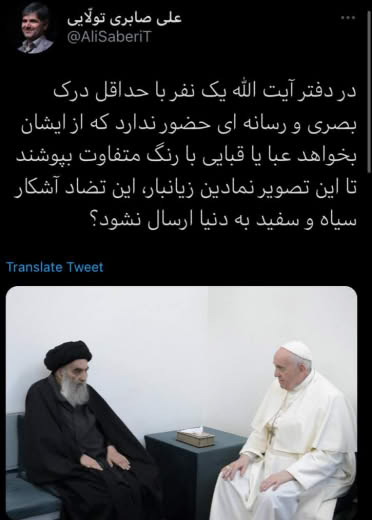 علی صابری تولّایی
@AliSaberiT
در دفتر آیت الله یک نفر با حداقل درک
بصری و رسانه ای حضور ندارد که از ایشان
بخواهد عبا یا قبایی با رنگ متفاوت بپوشند
تا این تصویر نمادین زیانبار، این تضاد آشکار
سیاه و سفید به دنیا ارسال نشود؟
Translate Tweet